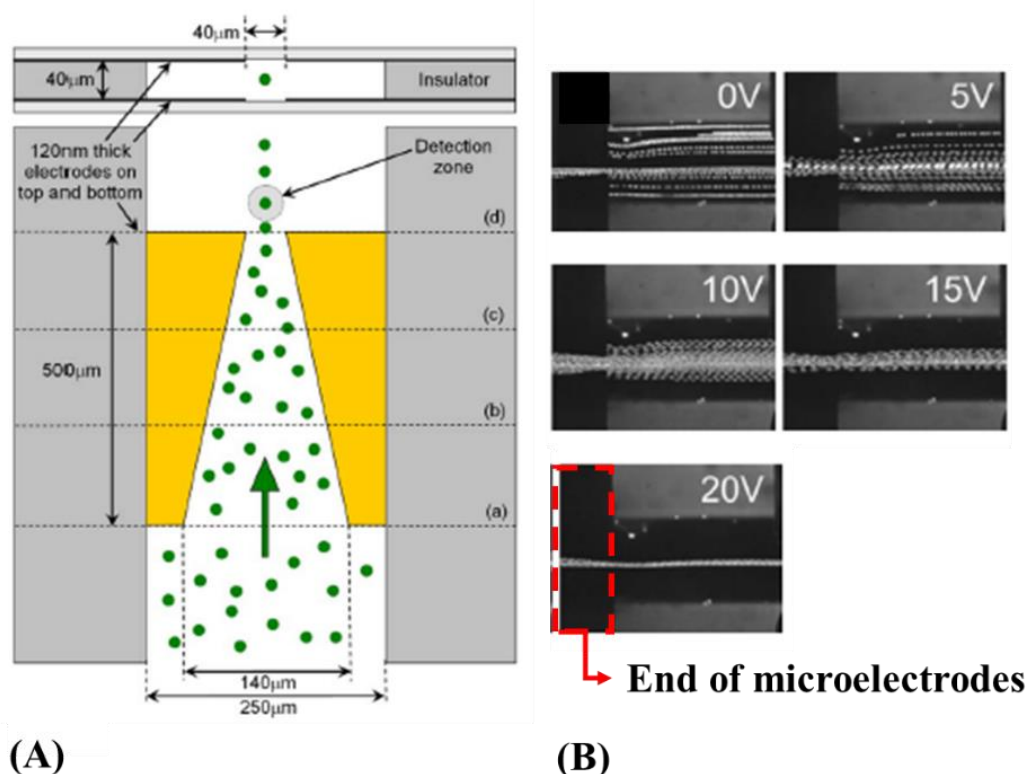 40μm
40μm
Insulator
120nm thick
electrodes on
top and bottom
Detection
zone
(d)
(c)
500μm
(b)
(a)
140μm
250μm
(A)
0V
5V
10V
15V
20V
End of microelectrodes
(B)